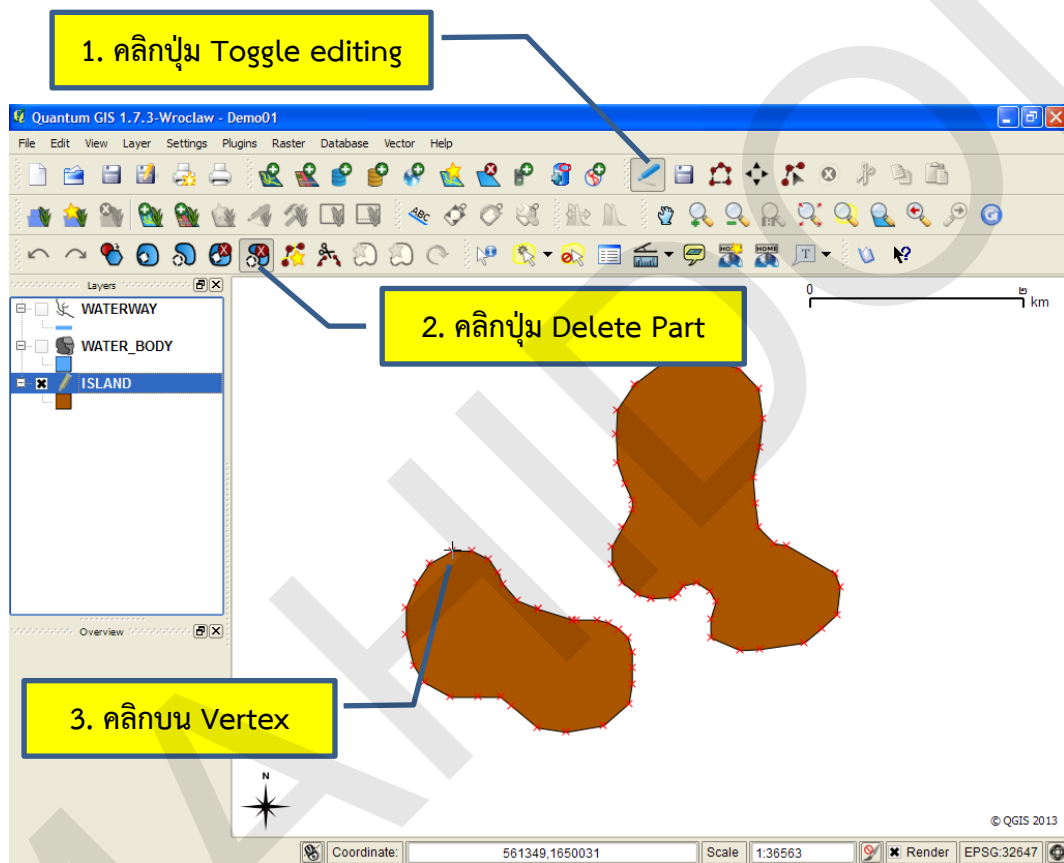 1. คลิกปุ่ม Toggle editing
Quantum GIS 1.7.3-Wroclaw - Demo01
File Edit View Layer Settings Plugins Raster Database Vector Help
ABC
HOME
T
Layers
WATERWAY
WATER_BODY
ISLAND
0 ๒
km
2. คลิกปุ่ม Delete Part
Overview
3. คลิกบน Vertex
N
© QGIS 2013
Coordinate: 561349,1650031 Scale 1:36563 Render EPSG:32647
MAHIDOL